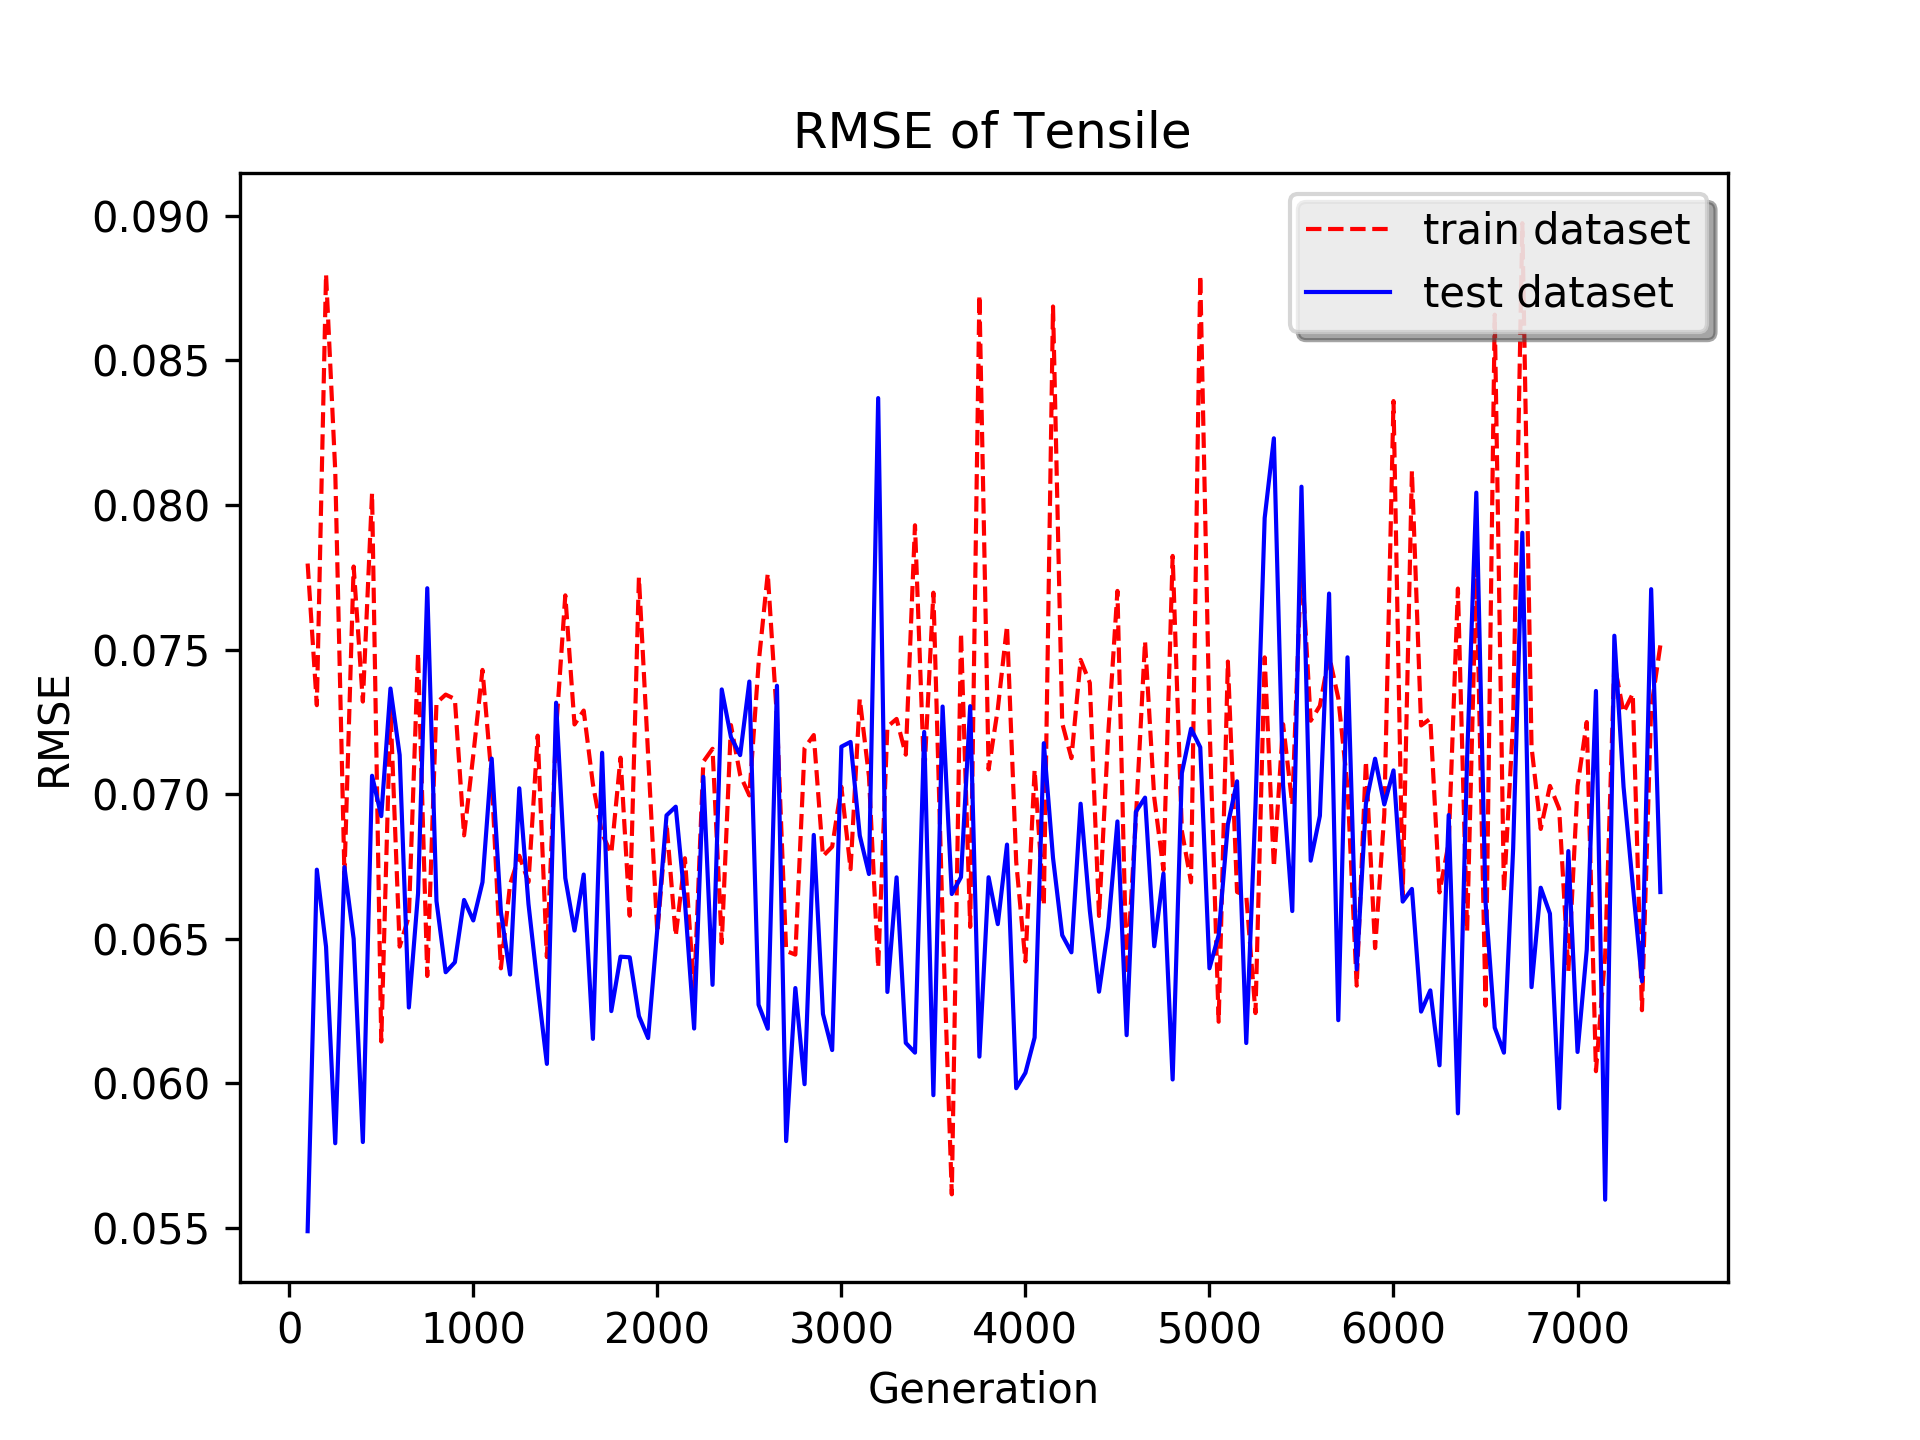 RMSE of Tensile
train dataset
test dataset
0.090
0.085
0.080
0.075
0.070
0.065
0.060
0.055
RMSE
0 1000 2000 3000 4000 5000 6000 7000
Generation